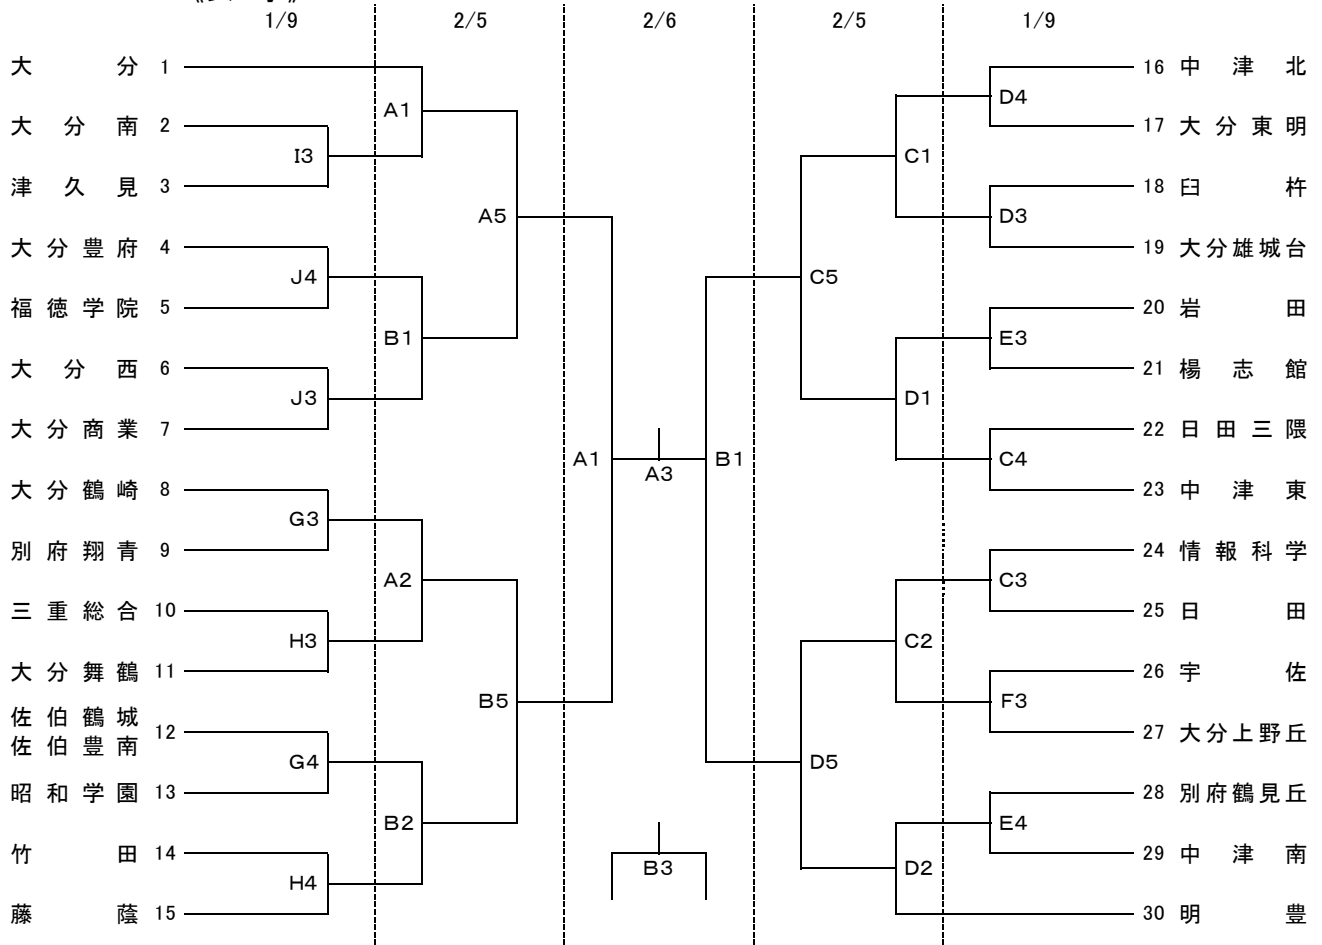 1/9 2/5 2/6 2/5 1/9
大分 1
大分南 2
津久見 3
大分豊府 4
福徳学院 5
大分西 6
大分商業 7
大分鶴崎 8
別府翔青 9
三重総合 10
大分舞鶴 11
佐伯鶴城
佐伯豊南 12
昭和学園 13
竹田 14
藤蔭 15
I3
J4
J3
G3
H3
G4
H4
A1
B1
A2
B2
A5
B5
A1
A3
B1
B3
C5
D5
C1
D1
C2
D2
D4
D3
E3
C4
C3
F3
E4
16 中津北
17 大分東明
18 臼杵
19 大分雄城台
20 岩田
21 楊志館
22 日田三隈
23 中津東
24 情報科学
25 日田
26 宇佐
27 大分上野丘
28 別府鶴見丘
29 中津南
30 明豊